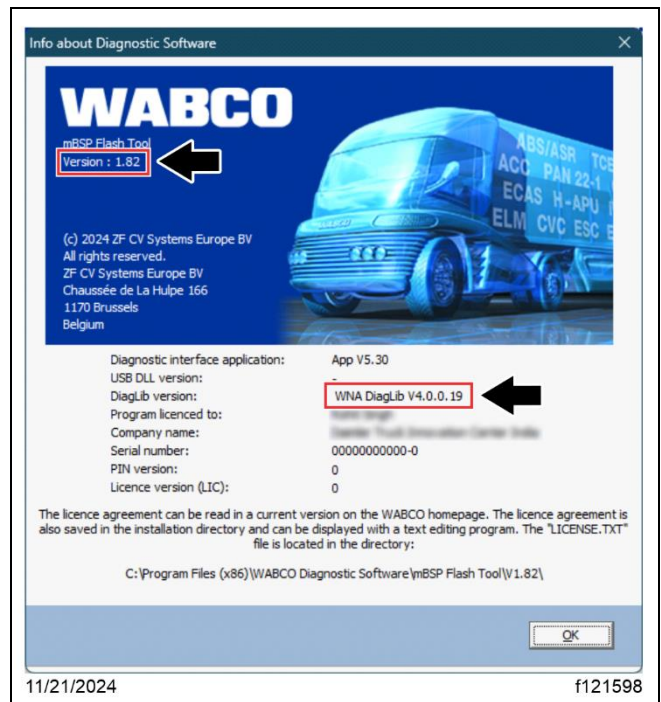 Info about Diagnostic Software
WABCO
mBSP Flash Tool
Version : 1.82
ABS/ASR TCE
ACC PAN 22-1
ECAS H-APU
ELM CVC ESC E
(c) 2024 ZF CV Systems Europe BV
All rights reserved.
ZF CV Systems Europe BV
Chaussée de La Hulpe 166
1170 Brussels
Belgium
Diagnostic interface application: App V5.30
USB DLL version: -
DiagLib version: WNA DiagLib V4.0.0.19
Program licenced to:
Company name:
Serial number: 00000000000-0
PIN version: 0
Licence version (LIC): 0
The licence agreement can be read in a current version on the WABCO homepage. The licence agreement is
also saved in the installation directory and can be displayed with a text editing program. The "LICENSE.TXT"
file is located in the directory:
C:\Program Files (x86)\WABCO Diagnostic Software\mBSP Flash Tool\V1.82\
OK
11/21/2024 f121598